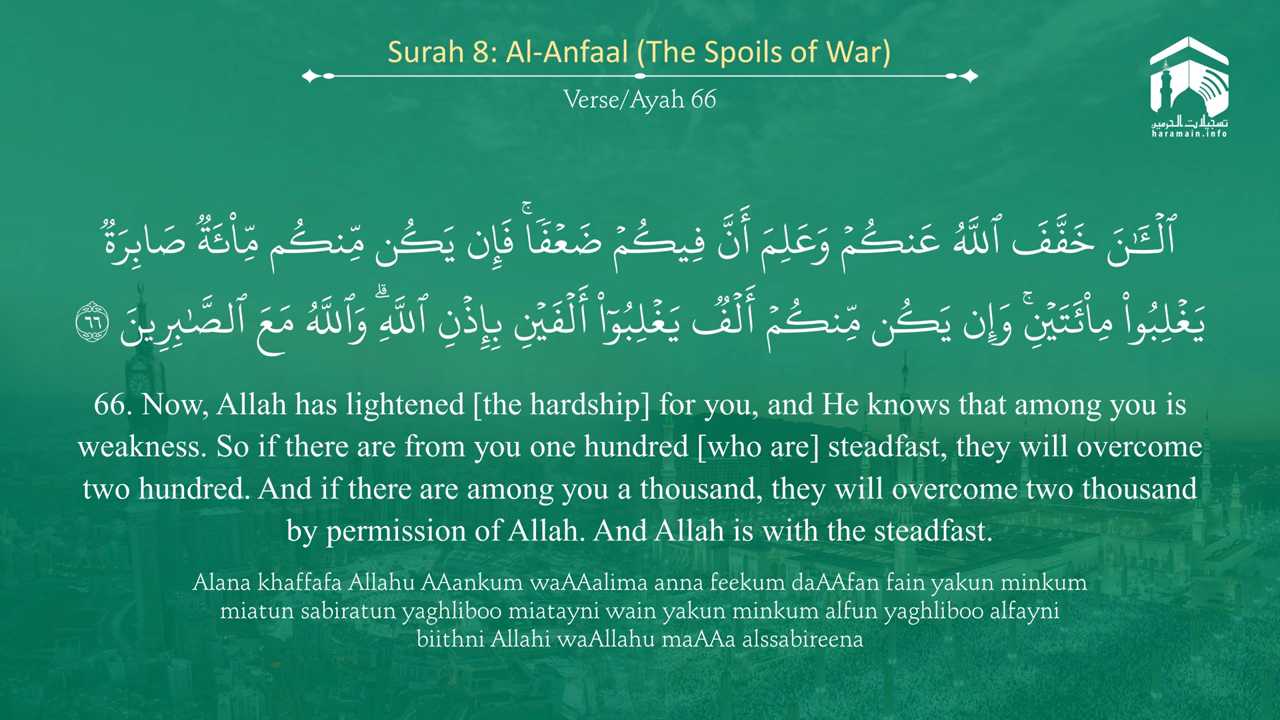 Surah 8: Al-Anfaal (The Spoils of War)
Verse/Ayah 66
تسجيلات الحرمين
haramain.info
ٱلْـَٔـٰنَ خَفَّفَ ٱللَّهُ عَنكُمْ وَعَلِمَ أَنَّ فِيكُمْ ضَعْفًا ۚ فَإِن يَكُن مِّنكُم مِّا۟ئَةٌ صَابِرَةٌ
يَغْلِبُوا۟ مِا۟ئَتَيْنِ ۚ وَإِن يَكُن مِّنكُمْ أَلْفٌ يَغْلِبُوٓا۟ أَلْفَيْنِ بِإِذْنِ ٱللَّهِ ۗ وَٱللَّهُ مَعَ ٱلصَّـٰبِرِينَ ٦٦
66. Now, Allah has lightened [the hardship] for you, and He knows that among you is
weakness. So if there are from you one hundred [who are] steadfast, they will overcome
two hundred. And if there are among you a thousand, they will overcome two thousand
by permission of Allah. And Allah is with the steadfast.
Alana khaffafa Allahu AAankum waAAalima anna feekum daAAfan fain yakun minkum
miatun sabiratun yaghliboo miatayni wain yakun minkum alfun yaghliboo alfayni
biithni Allahi waAllahu maAAa alssabireena